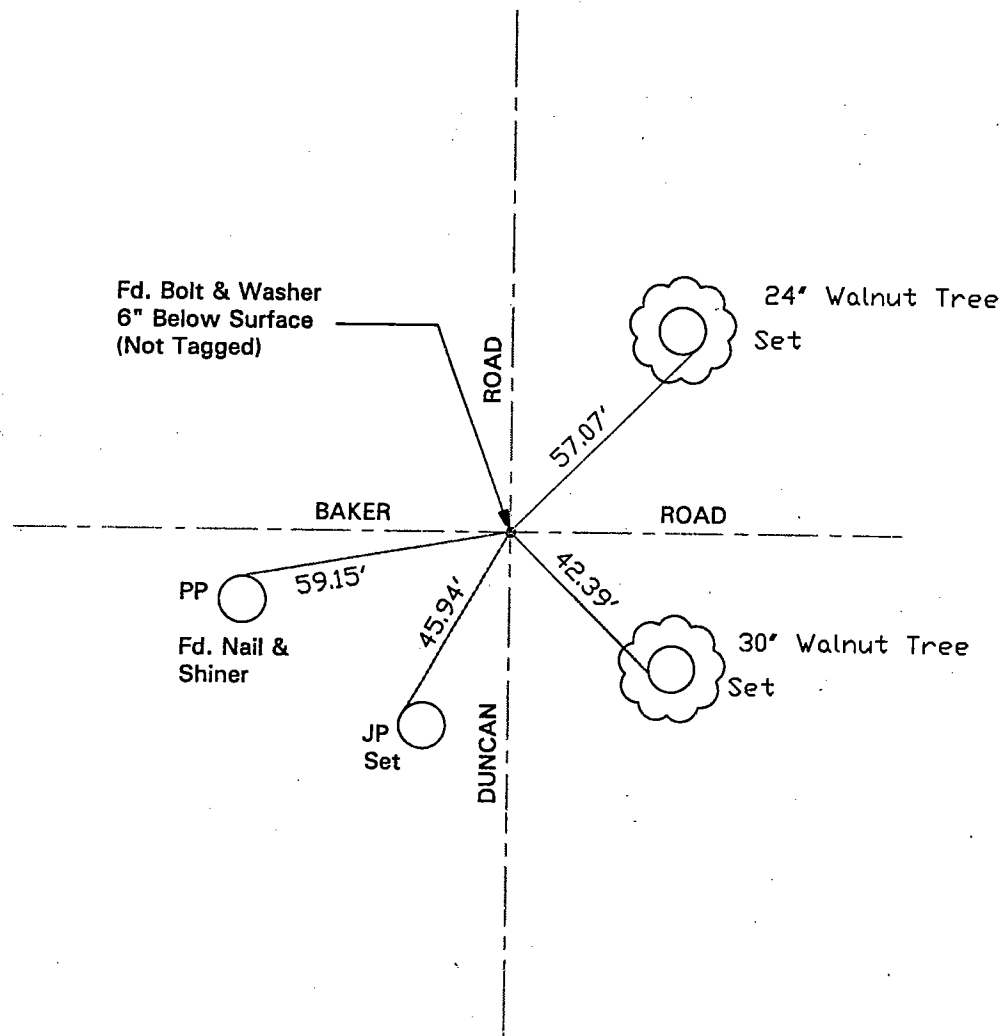 Fd. Bolt & Washer
6" Below Surface
(Not Tagged)
ROAD
24" Walnut Tree
Set
57.07'
BAKER
ROAD
PP
59.15'
Fd. Nail &
Shiner
45.94'
42.39'
30" Walnut Tree
Set
JP
Set
DUNCAN